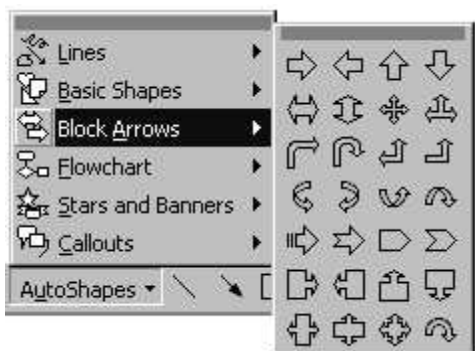 Lines
Basic Shapes
Block Arrows
Flowchart
Stars and Banners
Callouts
AutoShapes